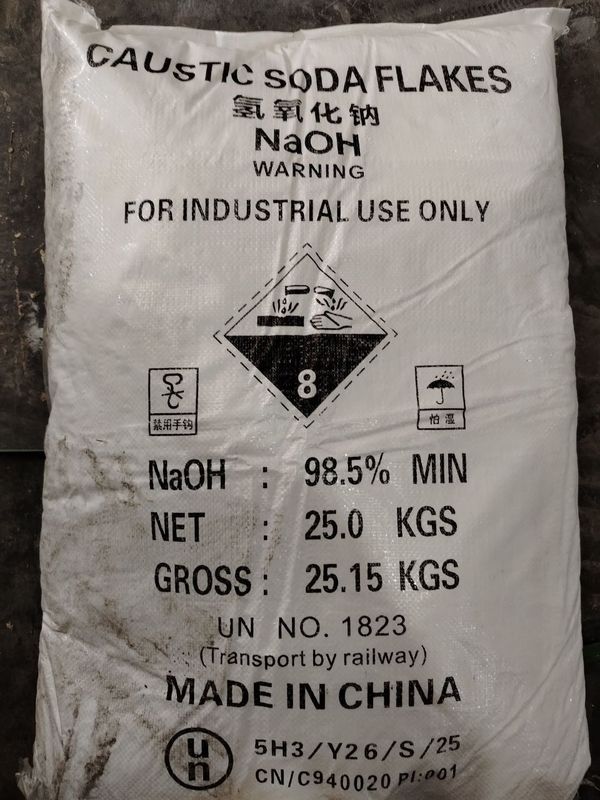 CAUSTIC SODA FLAKES
氢氧化钠
NaOH
WARNING
FOR INDUSTRIAL USE ONLY
8
禁用手钩
怕湿
NaOH : 98.5% MIN
NET : 25.0 KGS
GROSS : 25.15 KGS
UN NO. 1823
(Transport by railway)
MADE IN CHINA
un
5H3/Y26/S/25
CN/C940020 PI:001